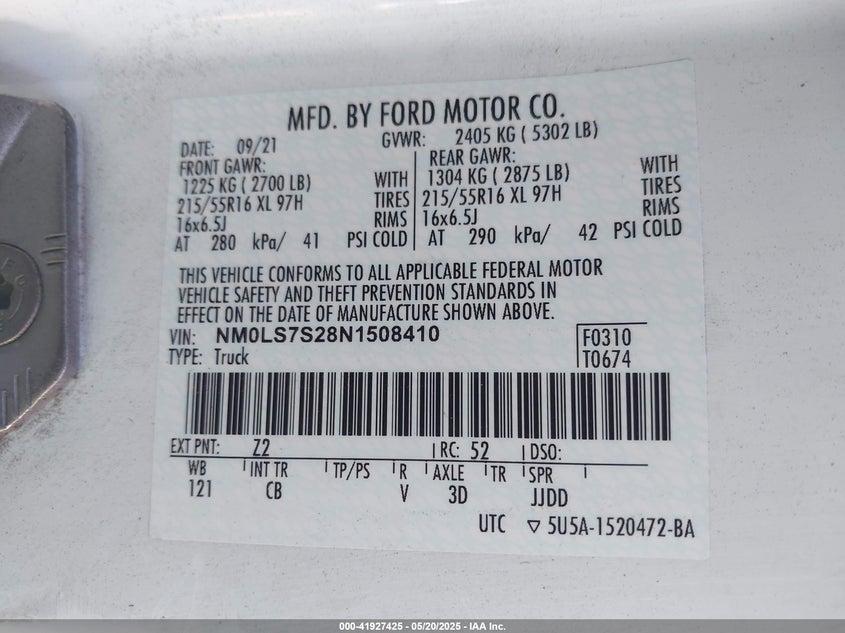 MFD. BY FORD MOTOR CO.
DATE: 09/21 GVWR: 2405 KG ( 5302 LB)
FRONT GAWR: REAR GAWR:
1225 KG ( 2700 LB) WITH 1304 KG ( 2875 LB) WITH
215/55R16 XL 97H TIRES 215/55R16 XL 97H TIRES
16x6.5J RIMS 16x6.5J RIMS
AT 280 kPa/ 41 PSI COLD AT 290 kPa/ 42 PSI COLD
THIS VEHICLE CONFORMS TO ALL APPLICABLE FEDERAL MOTOR
VEHICLE SAFETY AND THEFT PREVENTION STANDARDS IN
EFFECT ON THE DATE OF MANUFACTURE SHOWN ABOVE.
VIN: NM0LS7S28N1508410 F0310
TYPE: Truck T0674
EXT PNT: Z2 RC: 52 DSO:
WB INT TR TP/PS R AXLE TR SPR
121 CB V 3D JJDD
UTC ▽ 5U5A-1520472-BA
000-41927425 - 05/20/2025 - IAA Inc.